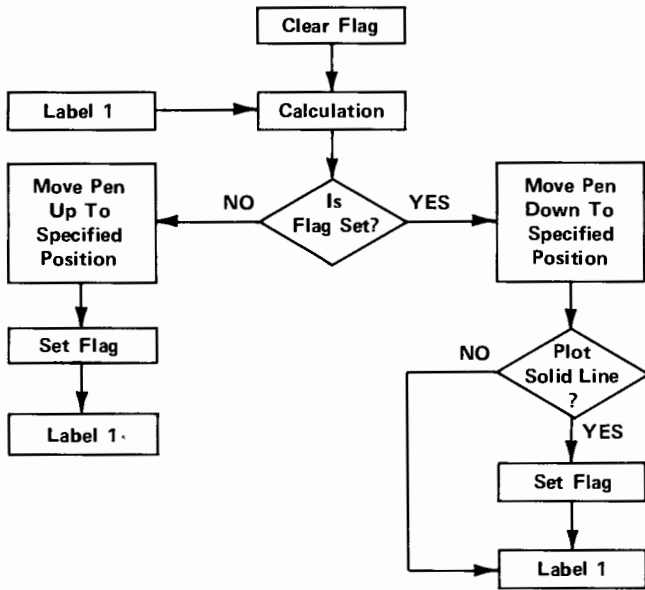 Clear Flag
Label 1
Calculation
Move Pen
Up To
Specified
Position
NO
Is
Flag Set?
YES
Move Pen
Down To
Specified
Position
Set Flag
Label 1
NO
Plot
Solid Line
?
YES
Set Flag
Label 1